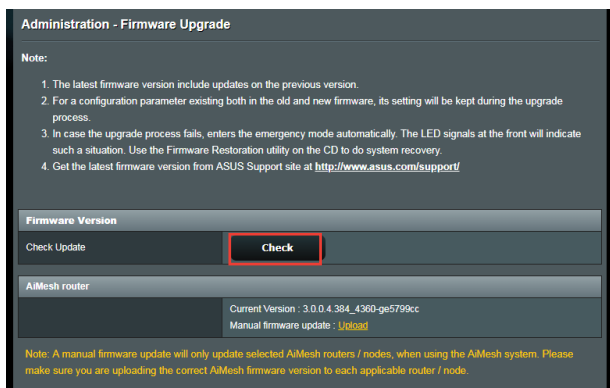 Administration - Firmware Upgrade
Note:
1. The latest firmware version include updates on the previous version.
2. For a configuration parameter existing both in the old and new firmware, its setting will be kept during the upgrade
process.
3. In case the upgrade process fails, enters the emergency mode automatically. The LED signals at the front will indicate
such a situation. Use the Firmware Restoration utility on the CD to do system recovery.
4. Get the latest firmware version from ASUS Support site at http://www.asus.com/support/
Firmware Version
Check Update Check
AiMesh router
Current Version : 3.0.0.4.384_4360-ge5799cc
Manual firmware update : Upload
Note: A manual firmware update will only update selected AiMesh routers / nodes, when using the AiMesh system. Please
make sure you are uploading the correct AiMesh firmware version to each applicable router / node.